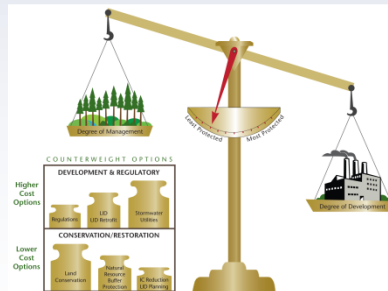 Degree of Management
Least Protected
Most Protected
Degree of Development
COUNTERWEIGHT OPTIONS
DEVELOPMENT & REGULATORY
Higher
Cost
Options
Regulations
LID
LID Retrofit
Stormwater
Utilities
CONSERVATION/RESTORATION
Lower
Cost
Options
Land
Conservation
Natural
Resource
Buffer
Protection
IC Reduction
LID Planning